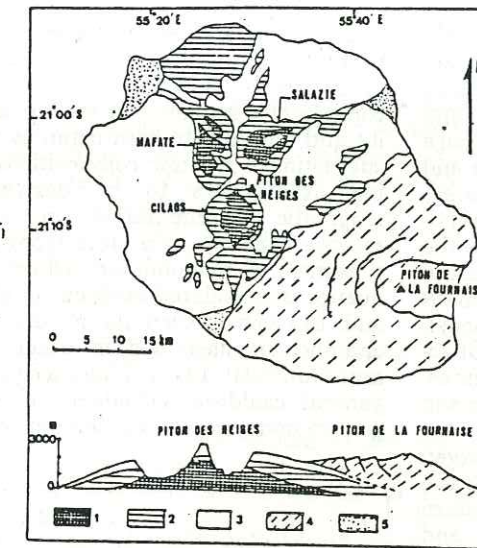 55°20' E 55°40' E
21°00' S
SALAZIE
MAFATE
PITON DES
NEIGES
CILAOS
21°10' S
PITON DE
LA FOURNAISE
0 5 10 15 km
m PITON DES NEIGES PITON DE LA FOURNAISE
3000
0
1 2 3 4 5